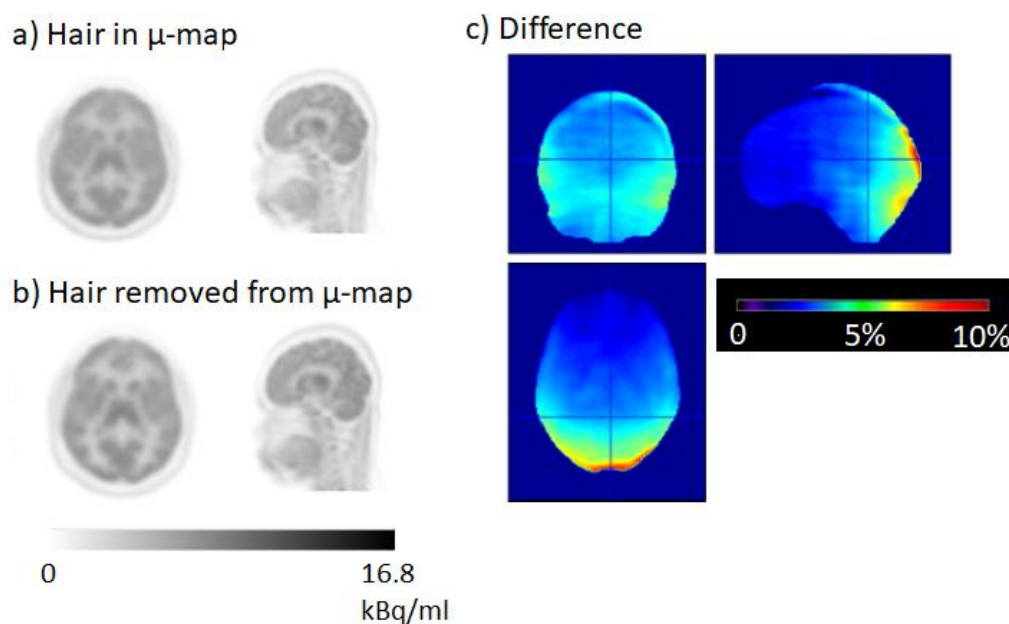 a) Hair in μ-map
b) Hair removed from μ-map
0
16.8
kBq/ml
c) Difference
0
5%
10%